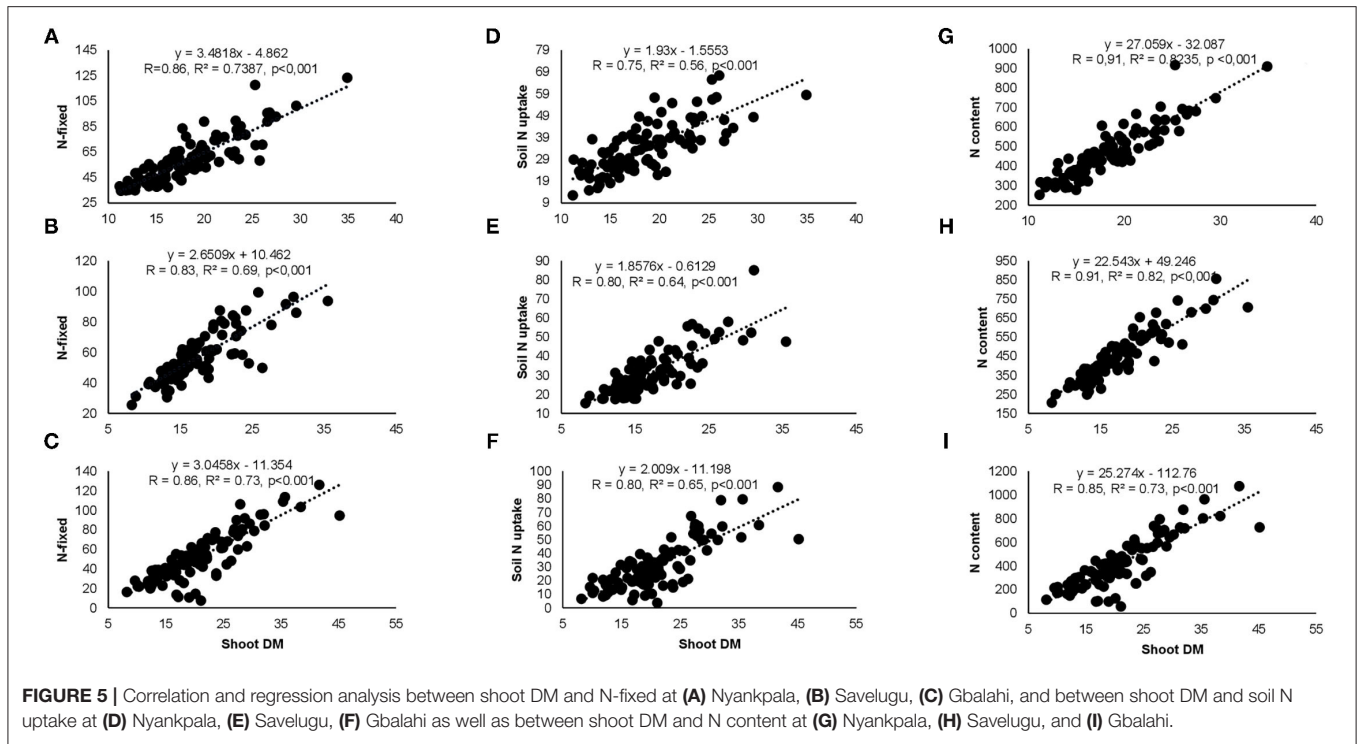 A
y = 3.4818x - 4.862
R=0.86, R² = 0.7387, p<0,001
N-fixed
145
125
105
85
65
45
25
10 15 20 25 30 35 40
D
y = 1.93x - 1.5553
R = 0.75, R² = 0.56, p<0.001
Soil N uptake
79
69
59
49
39
29
19
9
10 15 20 25 30 35 40
G
y = 27.059x - 32.087
R = 0,91, R² = 0.8235, p <0,001
N content
1000
900
800
700
600
500
400
300
200
10 20 30 40
B
y = 2.6509x + 10.462
R = 0.83, R² = 0.69, p<0,001
N-fixed
120
100
80
60
40
20
5 15 25 35 45
E
y = 1.8576x - 0.6129
R = 0.80, R² = 0.64, p<0.001
Soil N uptake
90
80
70
60
50
40
30
20
10
5 15 25 35 45
H
y = 22.543x + 49.246
R = 0.91, R² = 0.82, p<0,001
N content
950
850
750
650
550
450
350
250
150
5 15 25 35 45
C
y = 3.0458x - 11.354
R = 0.86, R² = 0.73, p<0.001
N-fixed
140
120
100
80
60
40
20
0
5 15 25 35 45 55
Shoot DM
F
y = 2.009x - 11.198
R = 0.80, R² = 0.65, p<0.001
Soil N uptake
100
90
80
70
60
50
40
30
20
10
0
5 15 25 35 45 55
Shoot DM
I
y = 25.274x - 112.76
R = 0.85, R² = 0.73, p<0.001
N content
1200
1000
800
600
400
200
0
5 15 25 35 45 55
Shoot DM
FIGURE 5 | Correlation and regression analysis between shoot DM and N-fixed at (A) Nyankpala, (B) Savelugu, (C) Gbalahi, and between shoot DM and soil N
uptake at (D) Nyankpala, (E) Savelugu, (F) Gbalahi as well as between shoot DM and N content at (G) Nyankpala, (H) Savelugu, and (I) Gbalahi.